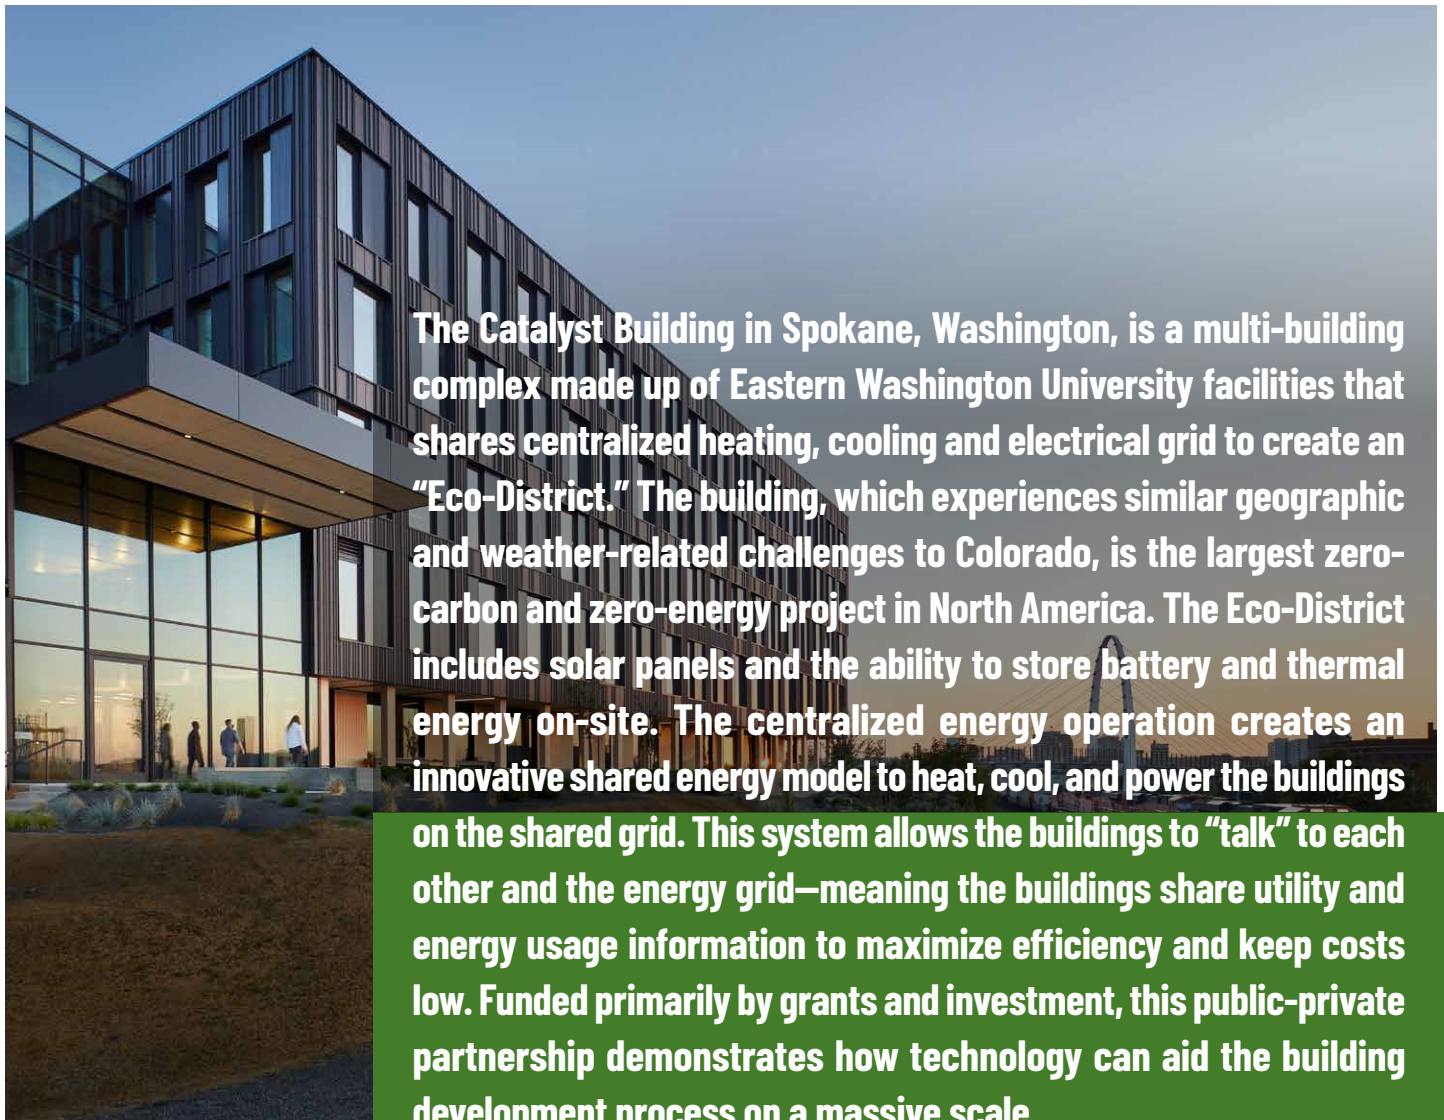 The Catalyst Building in Spokane, Washington, is a multi-building
complex made up of Eastern Washington University facilities that
shares centralized heating, cooling and electrical grid to create an
“Eco-District.” The building, which experiences similar geographic
and weather-related challenges to Colorado, is the largest zero-
carbon and zero-energy project in North America. The Eco-District
includes solar panels and the ability to store battery and thermal
energy on-site. The centralized energy operation creates an
innovative shared energy model to heat, cool, and power the buildings
on the shared grid. This system allows the buildings to “talk” to each
other and the energy grid—meaning the buildings share utility and
energy usage information to maximize efficiency and keep costs
low. Funded primarily by grants and investment, this public-private
partnership demonstrates how technology can aid the building
development process on a massive scale